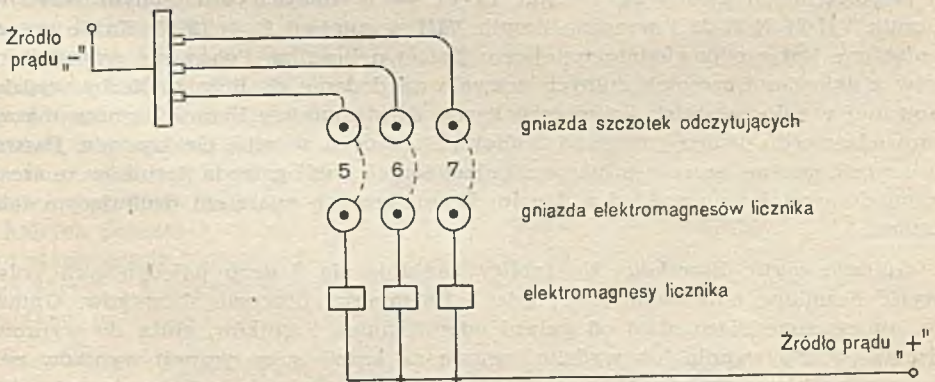 Źródło
prądu „−"
gniazda szczotek odczytujących
5 6 7
gniazda elektromagnesów licznika
elektromagnesy licznika
Źródło prądu „+"